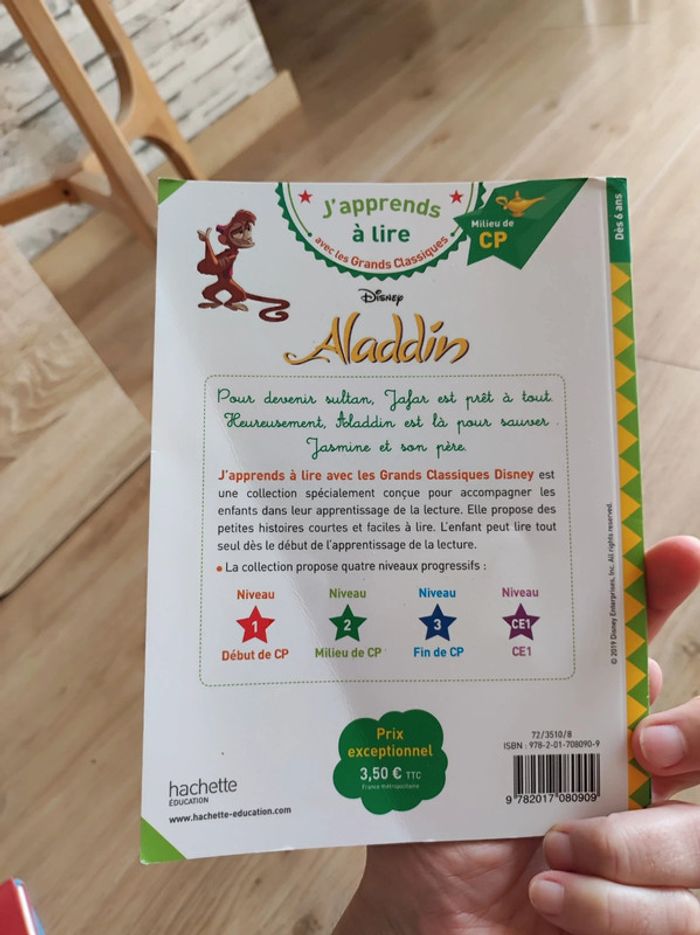 J'apprends
à lire
avec les Grands Classiques
Milieu de
CP
Dès 6 ans
Disney
Aladdin
Pour devenir sultan, Jafar est prêt à tout.
Heureusement, Aladdin est là pour sauver
Jasmine et son père.
J'apprends à lire avec les Grands Classiques Disney est
une collection spécialement conçue pour accompagner les
enfants dans leur apprentissage de la lecture. Elle propose des
petites histoires courtes et faciles à lire. L'enfant peut lire tout
seul dès le début de l'apprentissage de la lecture.
• La collection propose quatre niveaux progressifs :
Niveau Niveau Niveau Niveau
1 2 3 CE1
Début de CP Milieu de CP Fin de CP CE1
© 2019 Disney Enterprises, Inc. All rights reserved.
Prix
exceptionnel
3,50 € TTC
France métropolitaine
hachette
ÉDUCATION
www.hachette-education.com
72/3510/8
ISBN : 978-2-01-708090-9
9 782017 080909